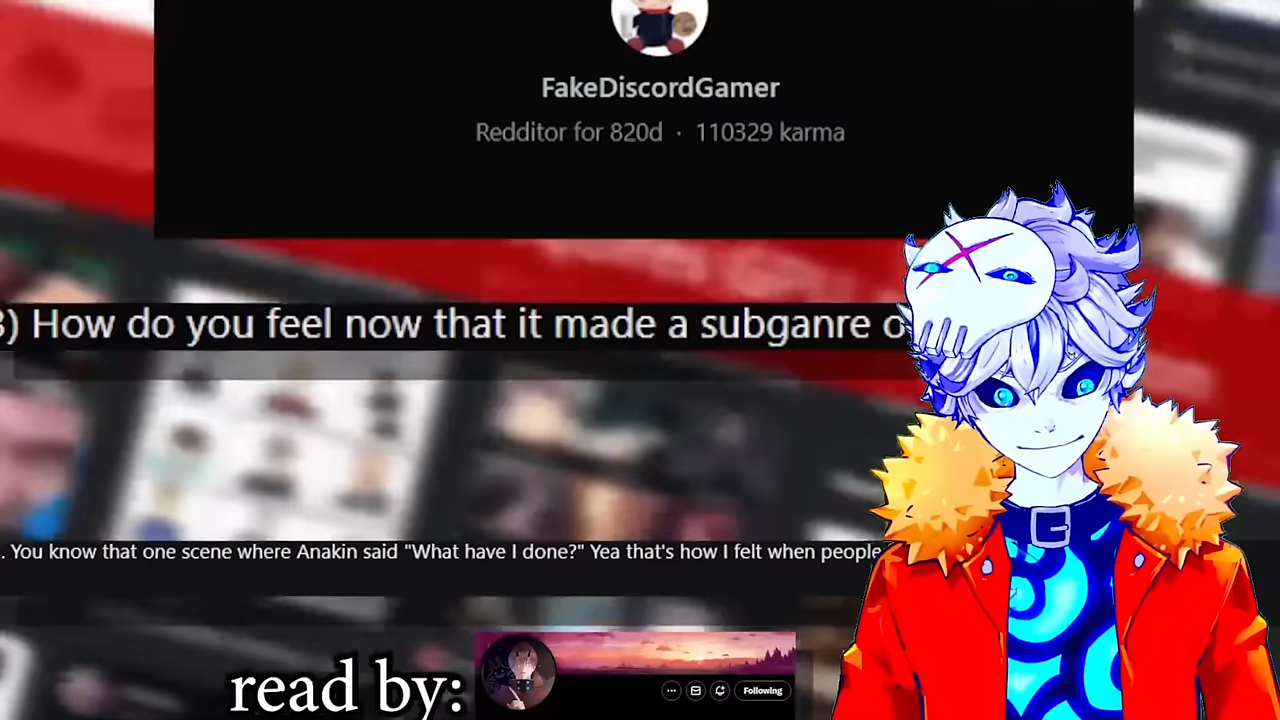 FakeDiscordGamer
Redditor for 820d · 110329 karma
3) How do you feel now that it made a subganre o
. You know that one scene where Anakin said "What have I done?" Yea that's how I felt when people
read by:
Following